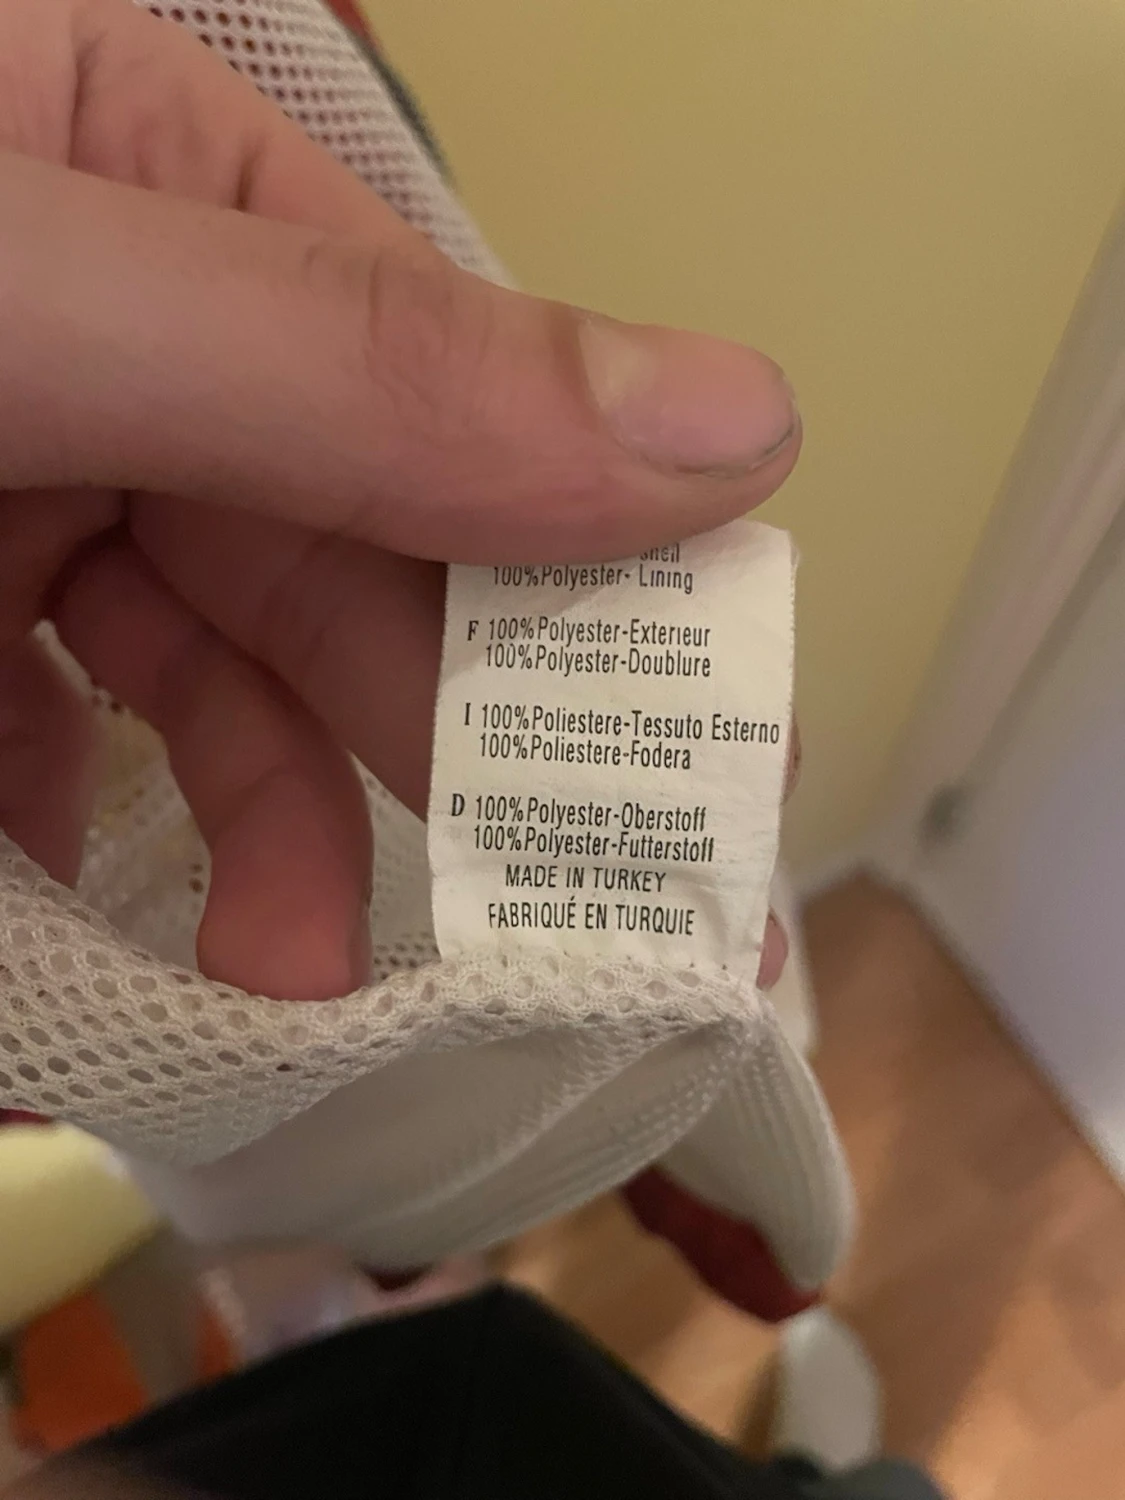 shell
100%Polyester- Lining
F 100%Polyester-Exterieur
100%Polyester-Doublure
I 100%Poliestere-Tessuto Esterno
100%Poliestere-Fodera
D 100%Polyester-Oberstoff
100%Polyester-Futterstoff
MADE IN TURKEY
FABRIQUÉ EN TURQUIE